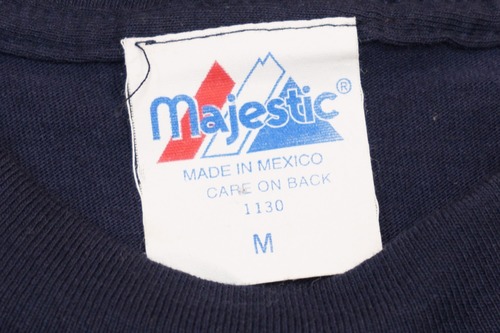 Majestic®
MADE IN MEXICO
CARE ON BACK
1130
M